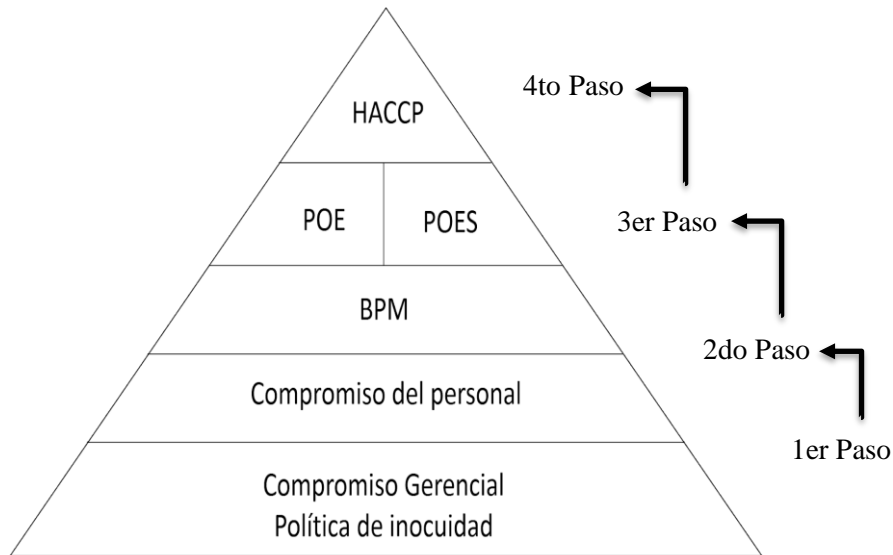 HACCP
4to Paso
POE
POES
3er Paso
BPM
2do Paso
Compromiso del personal
1er Paso
Compromiso Gerencial
Política de inocuidad